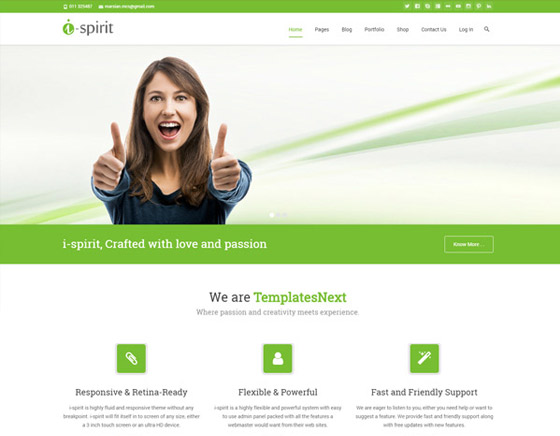 011 325487 marsian.mcs@gmail.com
i-spirit
Home Pages Blog Portfolio Shop Contact Us Log In
i-spirit, Crafted with love and passion
Know More...
We are TemplatesNext
Where passion and creativity meets experience
Responsive & Retina-Ready
i-spirit is highly fluid and responsive theme without any
breakpoint. i-spirit will fit itself in to screen of any size, either
a 3 inch touch screen or an ultra HD device.
Flexible & Powerful
i-spirit is a highly flexible and powerful system with easy
to use admin panel packed with all the features a
webmaster would want from their web sites.
Fast and Friendly Support
We are eager to listen to you, either you need help or want to
suggest a feature. We provide fast and friendly support along
with free updates with new features.